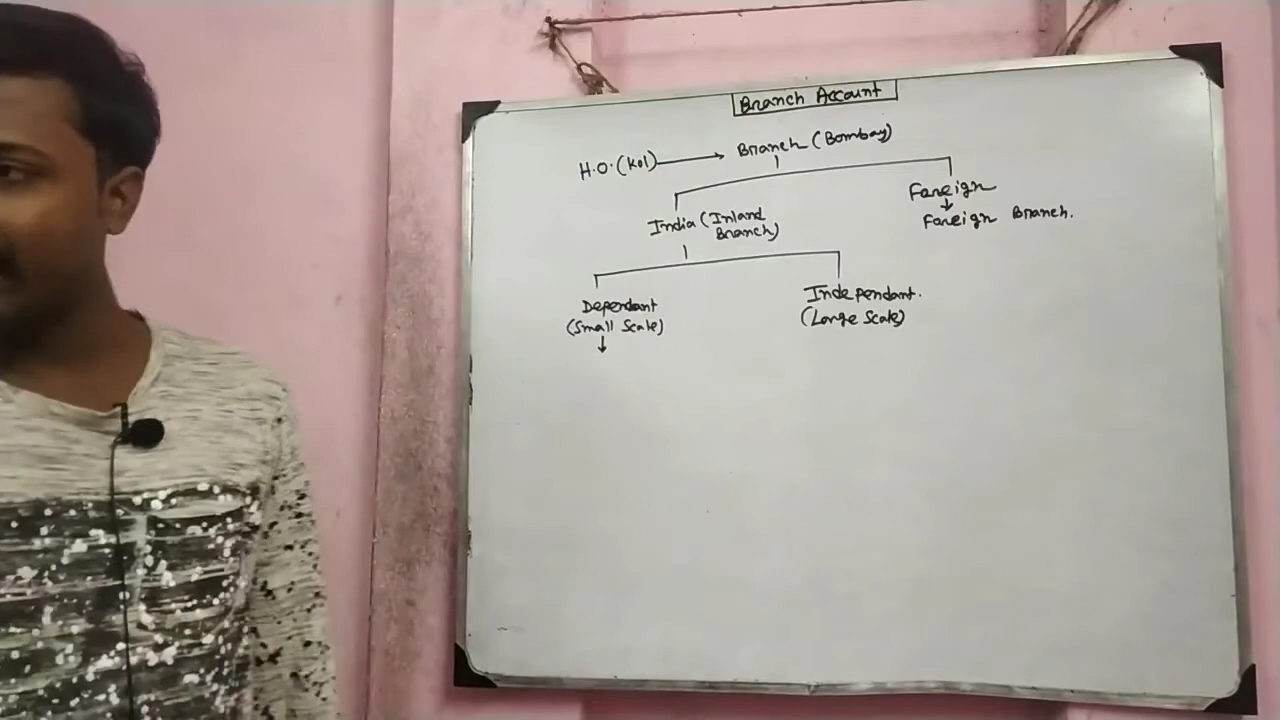 Branch Account
H.O. (Kol) → Branch (Bombay)
Foreign
↓
India (Inland
Branch)
Foreign Branch.
Dependant
(Small Scale)
↓
Independant.
(Large Scale)